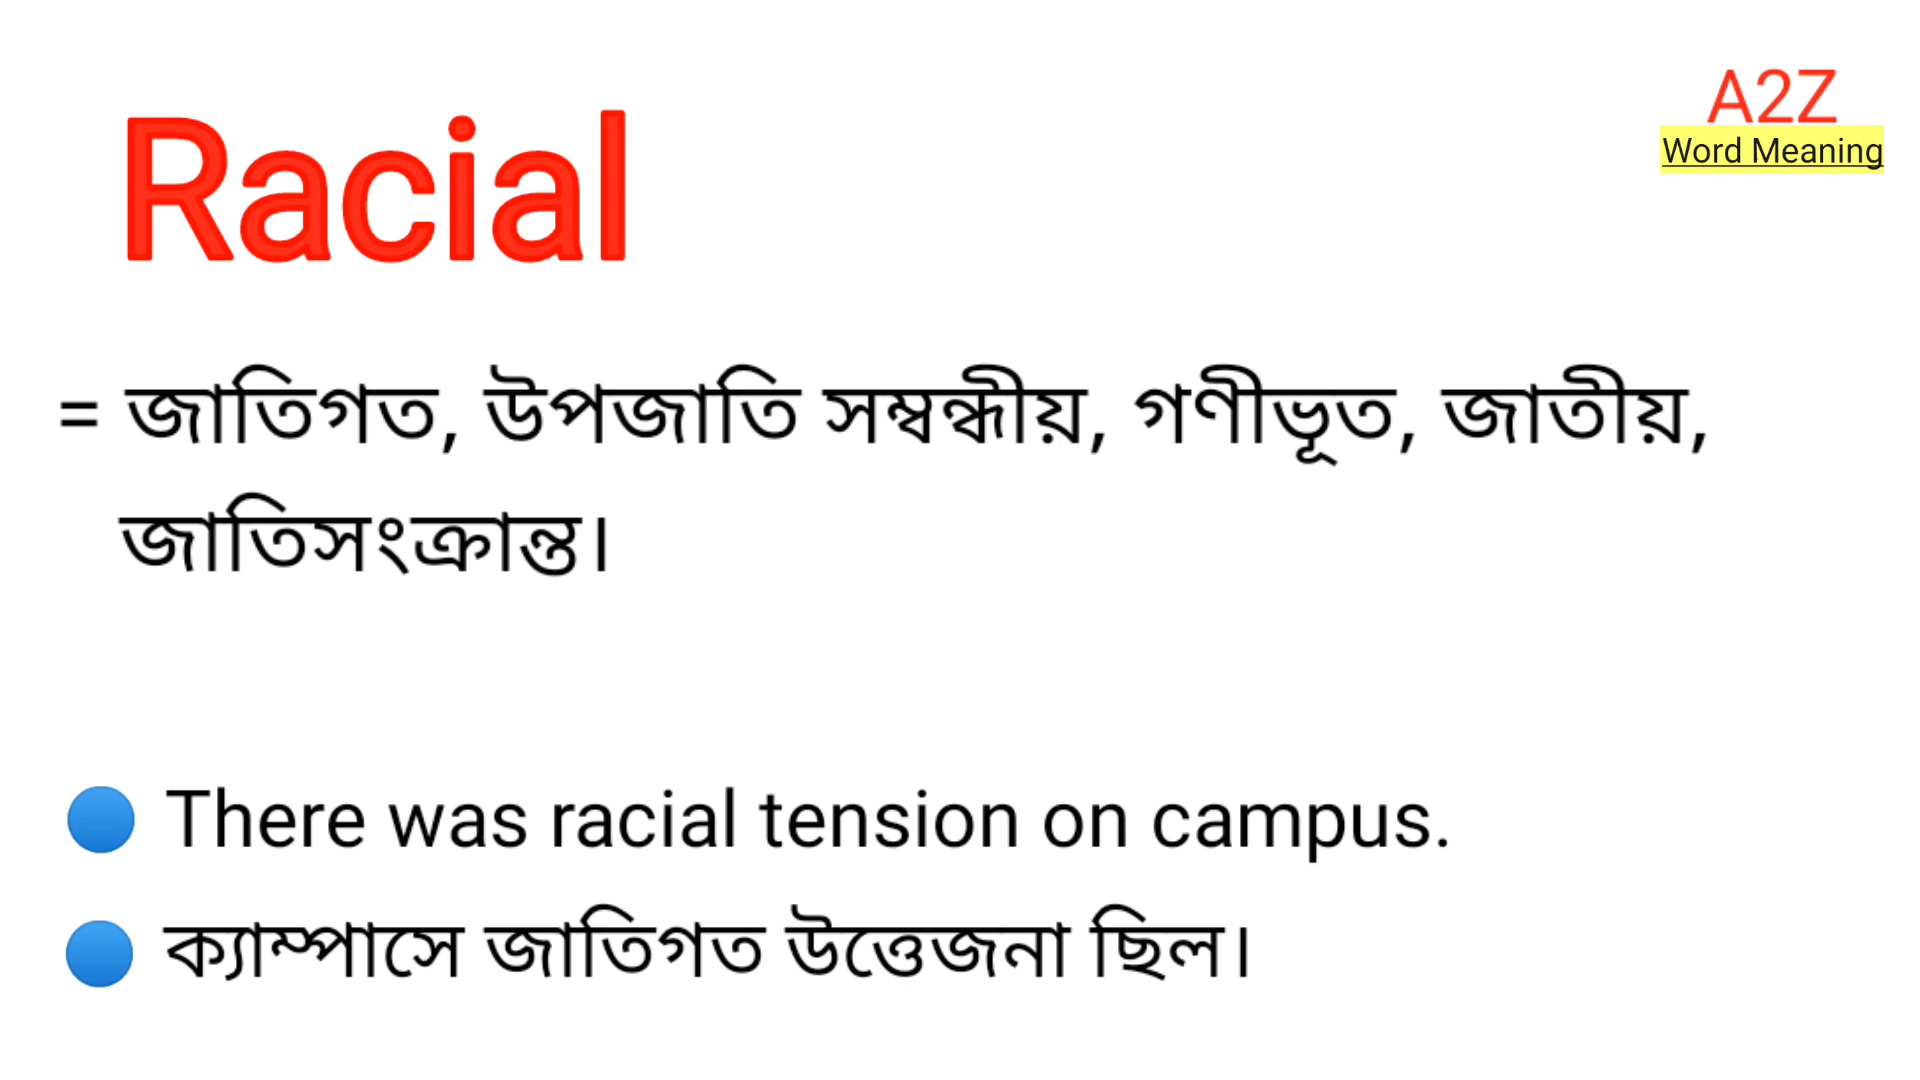 A2Z
Word Meaning
Racial
= জাতিগত, উপজাতি সম্বন্ধীয়, গণীভূত, জাতীয়,
জাতিসংক্রান্ত।
There was racial tension on campus.
ক্যাম্পাসে জাতিগত উত্তেজনা ছিল।